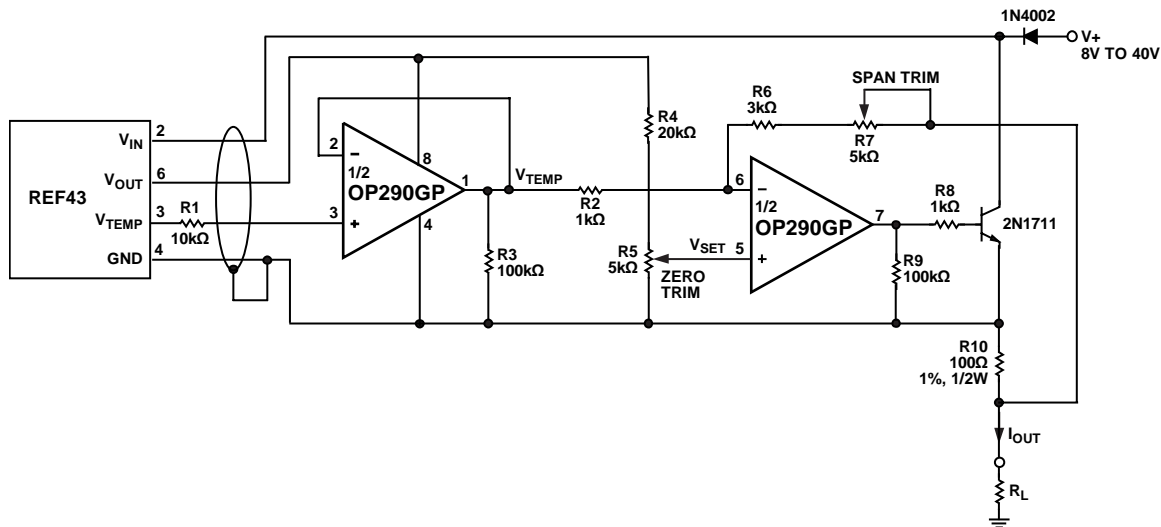 1N4002
V+
8V TO 40V
SPAN TRIM
R6
3kΩ
R7
5kΩ
R4
20kΩ
REF43
VIN
2
VOUT
6
VTEMP
3
GND
4
R1
10kΩ
2
–
8
1/2
OP290GP
1
3
+
4
VTEMP
R2
1kΩ
R3
100kΩ
R5
5kΩ
VSET
ZERO
TRIM
6
–
1/2
OP290GP
7
5
+
R8
1kΩ
2N1711
R9
100kΩ
R10
100Ω
1%, 1/2W
IOUT
RL